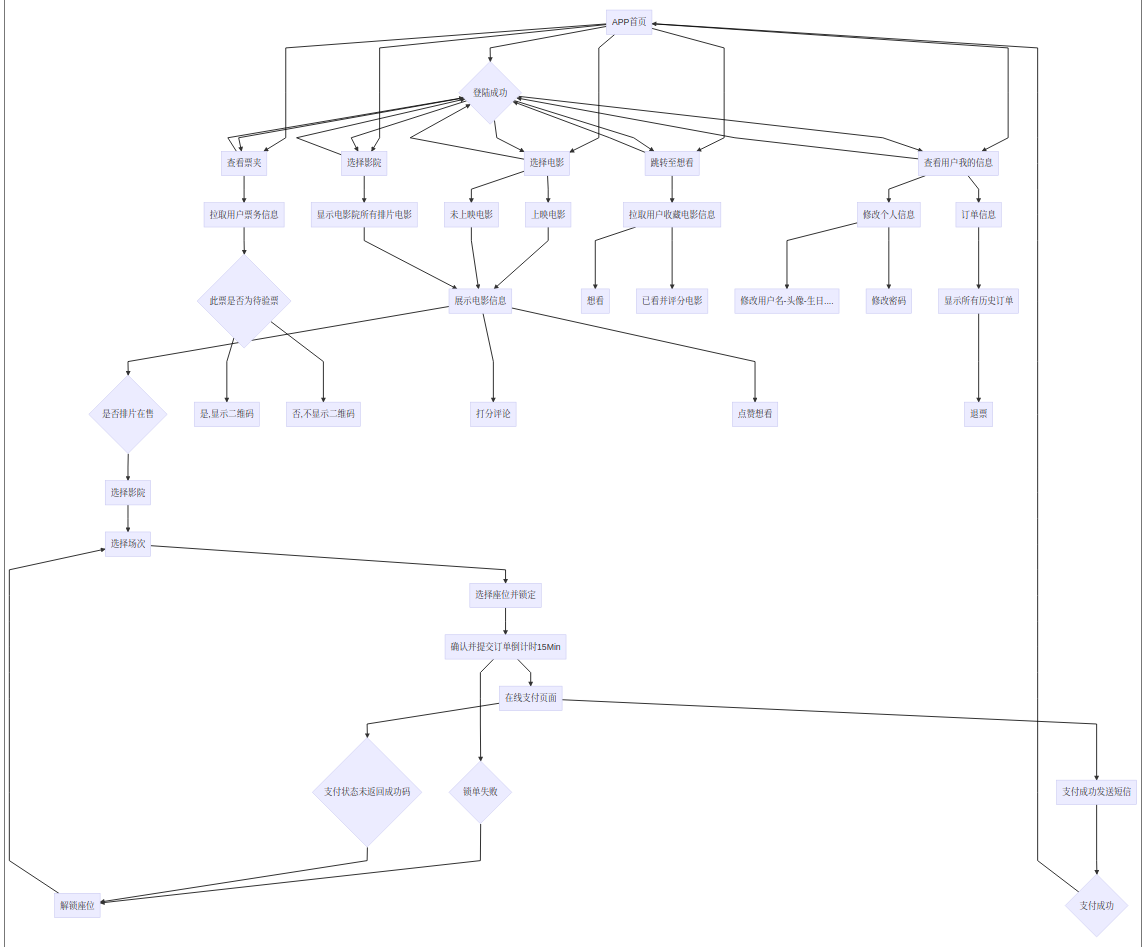 APP首页
登陆成功
查看票夹
选择影院
选择电影
跳转至想看
查看用户我的信息
拉取用户票务信息
显示电影院所有排片电影
未上映电影
上映电影
拉取用户收藏电影信息
修改个人信息
订单信息
此票是否为待验票
展示电影信息
想看
已看并评分电影
修改用户名-头像-生日....
修改密码
显示所有历史订单
是否排片在售
是,显示二维码
否,不显示二维码
打分评论
点赞想看
退票
选择影院
选择场次
选择座位并锁定
确认并提交订单倒计时15Min
在线支付页面
支付状态未返回成功码
锁单失败
支付成功发送短信
解锁座位
支付成功